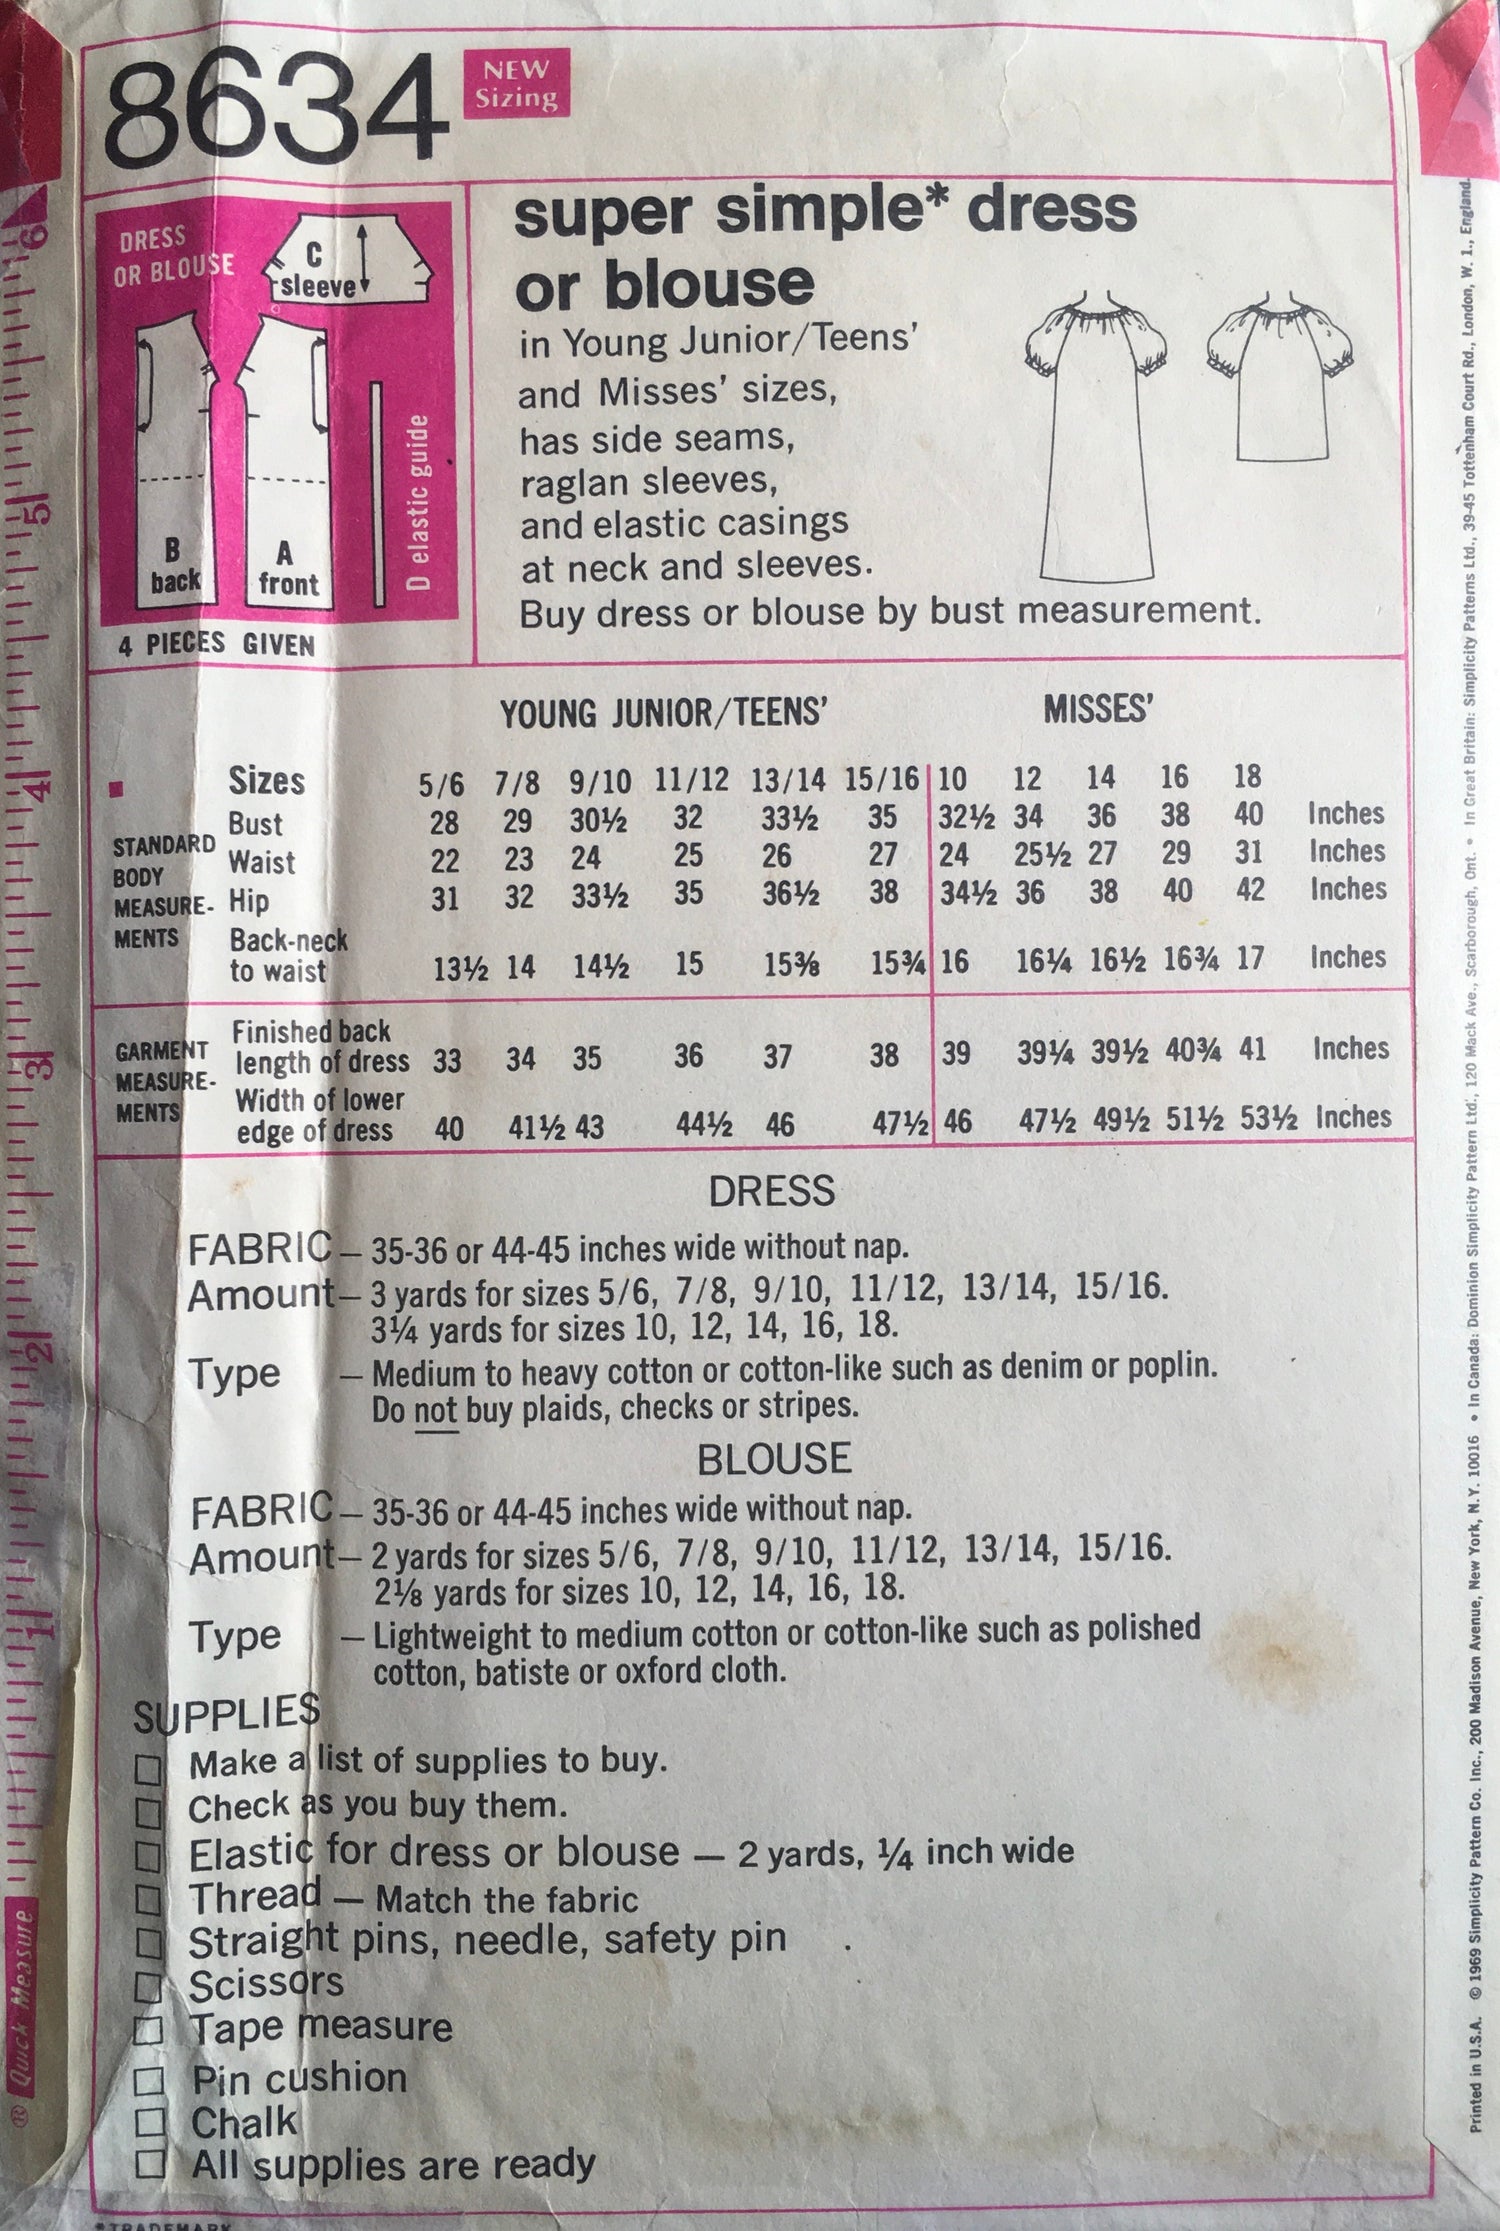 8634
NEW
Sizing
DRESS
OR BLOUSE
C
sleeve
B
back
A
front
D elastic guide
4 PIECES GIVEN
super simple* dress
or blouse
in Young Junior/Teens'
and Misses' sizes,
has side seams,
raglan sleeves,
and elastic casings
at neck and sleeves.
Buy dress or blouse by bust measurement.
YOUNG JUNIOR/TEENS' MISSES'
Sizes 5/6 7/8 9/10 11/12 13/14 15/16 10 12 14 16 18
STANDARD
BODY
MEASURE-
MENTS
Bust 28 29 30½ 32 33½ 35 32½ 34 36 38 40 Inches
Waist 22 23 24 25 26 27 24 25½ 27 29 31 Inches
Hip 31 32 33½ 35 36½ 38 34½ 36 38 40 42 Inches
Back-neck
to waist 13½ 14 14½ 15 15⅜ 15¾ 16 16¼ 16½ 16¾ 17 Inches
GARMENT
MEASURE-
MENTS
Finished back
length of dress 33 34 35 36 37 38 39 39¼ 39½ 40¾ 41 Inches
Width of lower
edge of dress 40 41½ 43 44½ 46 47½ 46 47½ 49½ 51½ 53½ Inches
DRESS
FABRIC – 35-36 or 44-45 inches wide without nap.
Amount – 3 yards for sizes 5/6, 7/8, 9/10, 11/12, 13/14, 15/16.
3¼ yards for sizes 10, 12, 14, 16, 18.
Type – Medium to heavy cotton or cotton-like such as denim or poplin.
Do not buy plaids, checks or stripes.
BLOUSE
FABRIC – 35-36 or 44-45 inches wide without nap.
Amount – 2 yards for sizes 5/6, 7/8, 9/10, 11/12, 13/14, 15/16.
2⅛ yards for sizes 10, 12, 14, 16, 18.
Type – Lightweight to medium cotton or cotton-like such as polished
cotton, batiste or oxford cloth.
SUPPLIES
Make a list of supplies to buy.
Check as you buy them.
Elastic for dress or blouse — 2 yards, ¼ inch wide
Thread — Match the fabric
Straight pins, needle, safety pin
Scissors
Tape measure
Pin cushion
Chalk
All supplies are ready
*TRADEMARK
6
5
4
3
2
1
Quick Measure ®
Printed in U.S.A. © 1969 Simplicity Pattern Co. Inc., 200 Madison Avenue, New York, N.Y. 10016 • In Canada: Dominion Simplicity Pattern Ltd., 120 Mack Ave., Scarborough, Ont. • In Great Britain: Simplicity Patterns Ltd., 39-45 Tottenham Court Rd., London, W. 1., England.